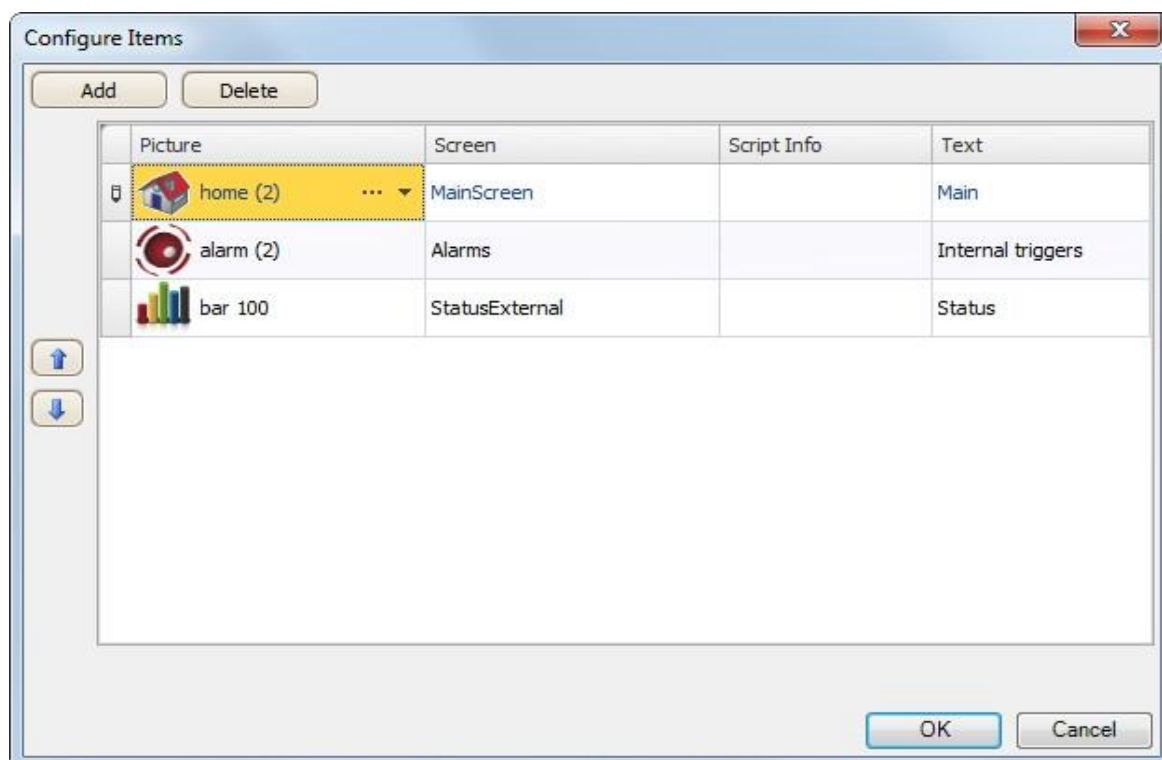 Configure Items
Add Delete
Picture Screen Script Info Text
home (2) ... MainScreen Main
alarm (2) Alarms Internal triggers
bar 100 StatusExternal Status
OK Cancel